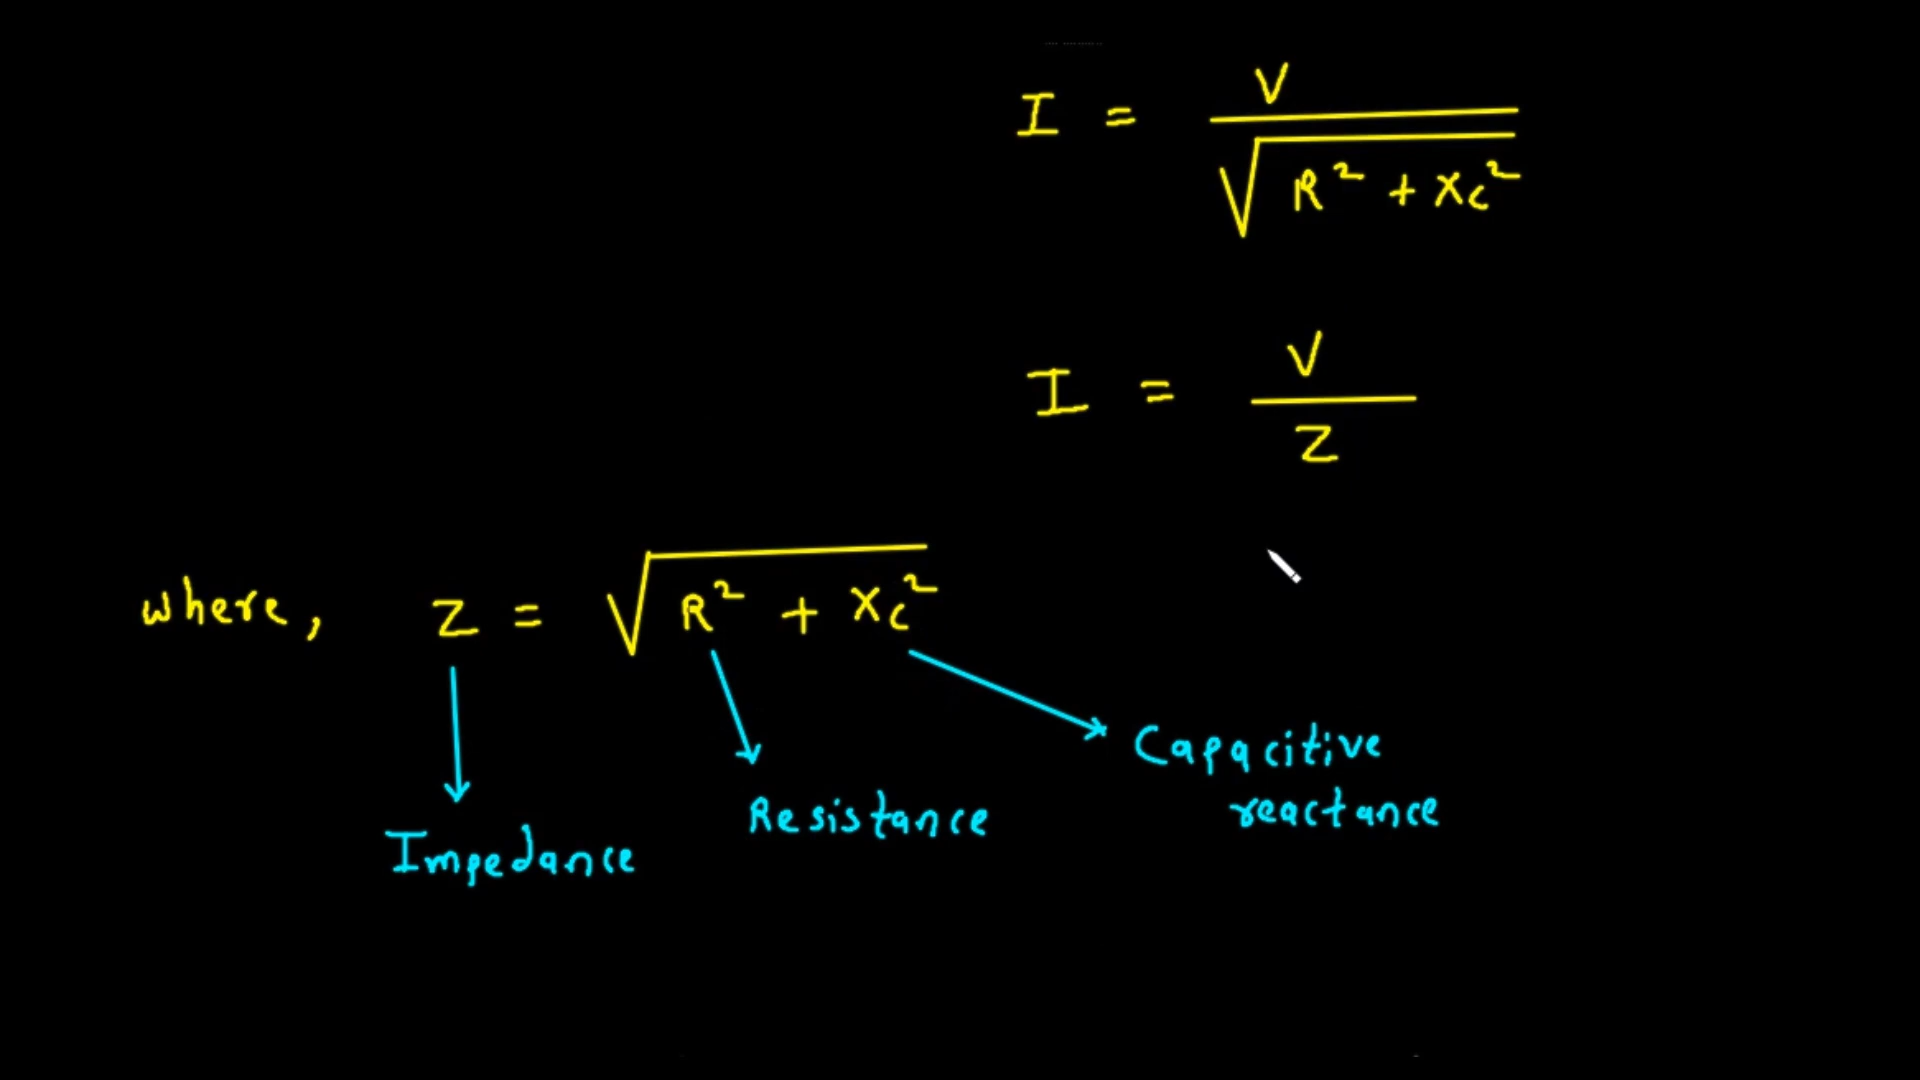 I = V / √(R² + Xc²)
I = V / Z
where, Z = √(R² + Xc²)
Impedance
Resistance
Capacitive
reactance